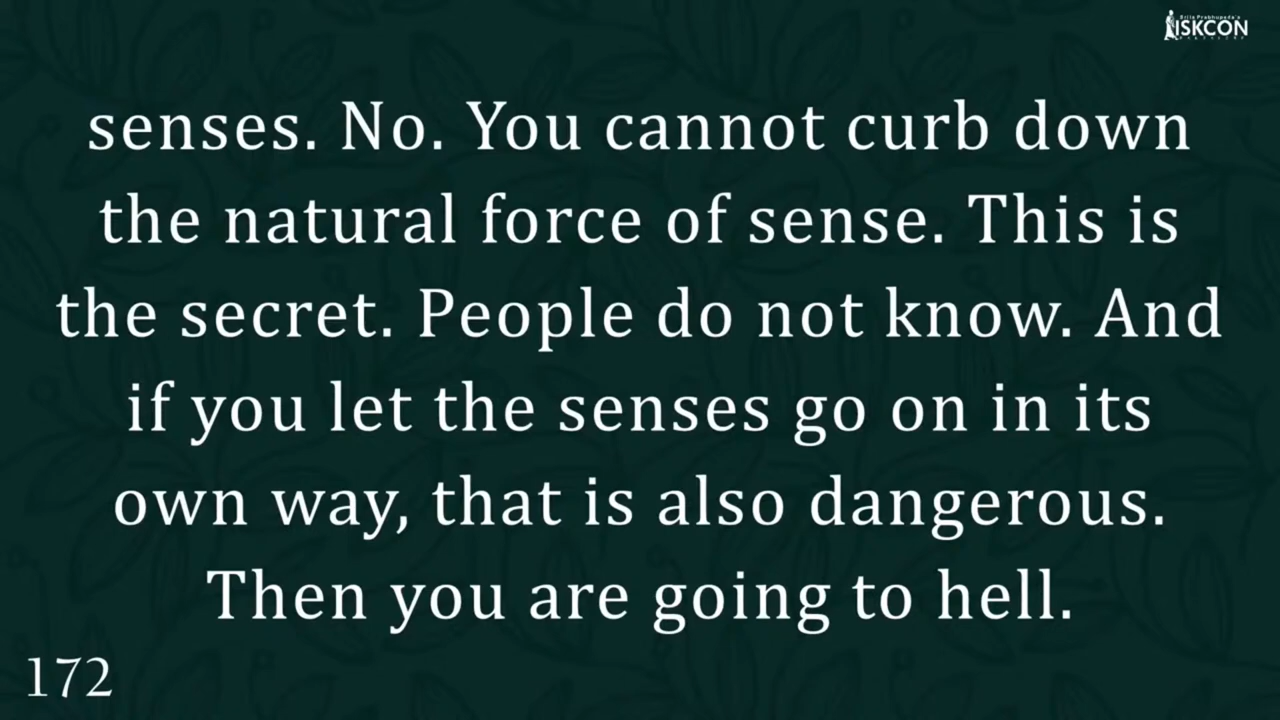 Srila Prabhupada's
ISKCON
senses. No. You cannot curb down
the natural force of sense. This is
the secret. People do not know. And
if you let the senses go on in its
own way, that is also dangerous.
Then you are going to hell.
172